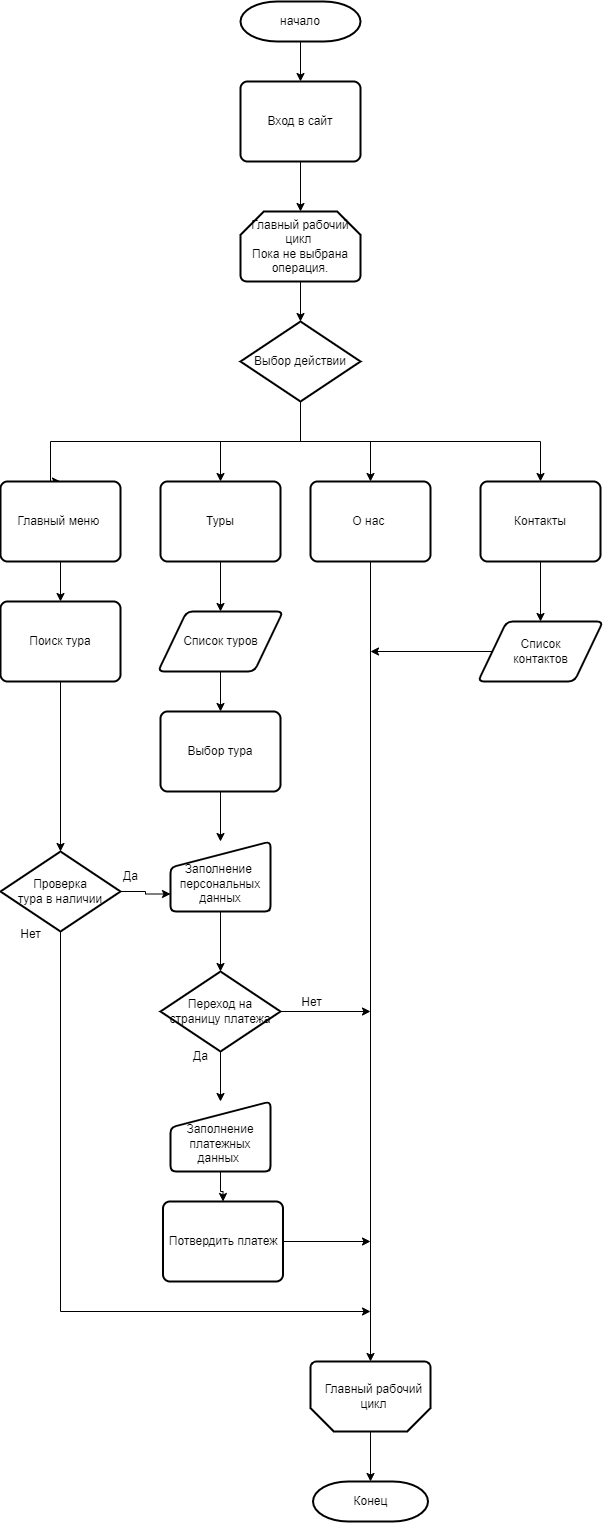 начало
Вход в сайт
Главный рабочий
цикл
Пока не выбрана
операция.
Выбор действии
Главный меню
Туры
О нас
Контакты
Поиск тура
Список туров
Список
контактов
Выбор тура
Проверка
тура в наличии
Да
Нет
Заполнение
персональных
данных
Переход на
страницу платежа
Нет
Да
Заполнение
платежных
данных
Потвердить платеж
Главный рабочий
цикл
Конец